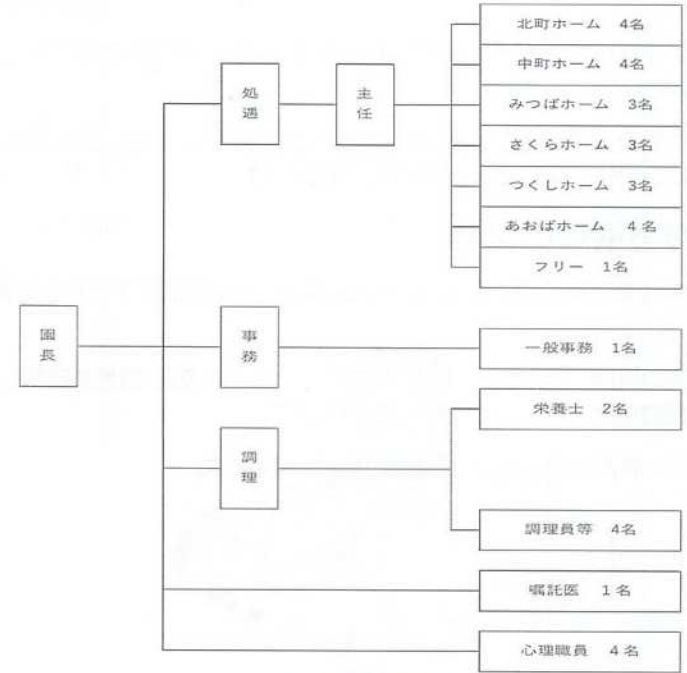 北町ホーム 4名
中町ホーム 4名
処遇
主任
みつばホーム 3名
さくらホーム 3名
つくしホーム 3名
あおばホーム 4名
フリー 1名
園長
事務
一般事務 1名
栄養士 2名
調理
調理員等 4名
嘱託医 1名
心理職員 4名